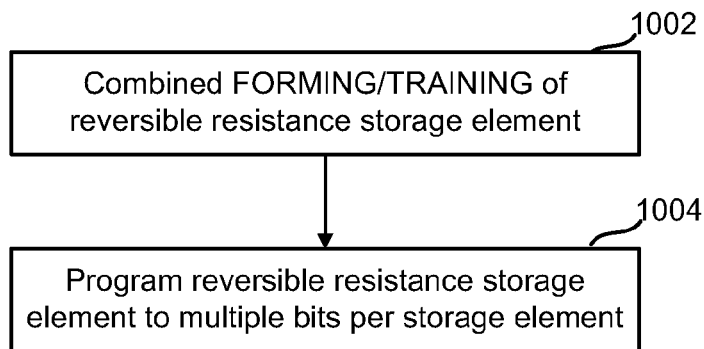 1002
Combined FORMING/TRAINING of
reversible resistance storage element
1004
Program reversible resistance storage
element to multiple bits per storage element